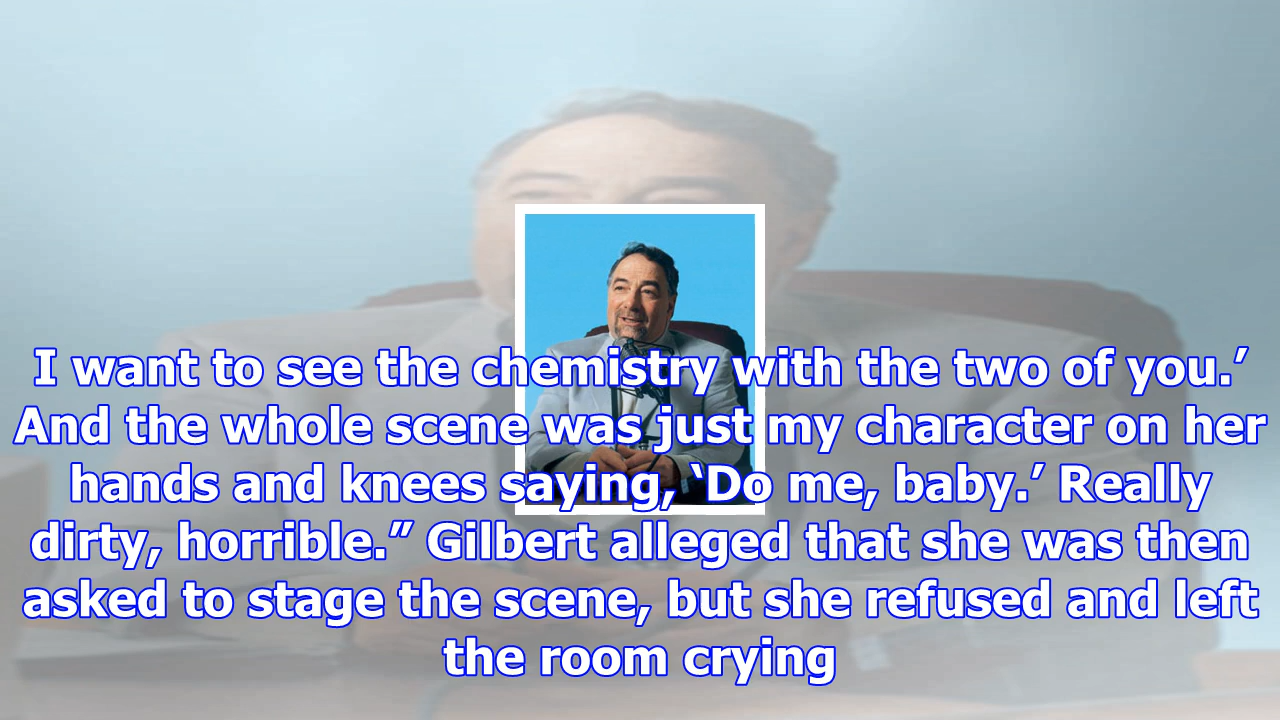 I want to see the chemistry with the two of you.’
And the whole scene was just my character on her
hands and knees saying, ‘Do me, baby.’ Really
dirty, horrible.” Gilbert alleged that she was then
asked to stage the scene, but she refused and left
the room crying